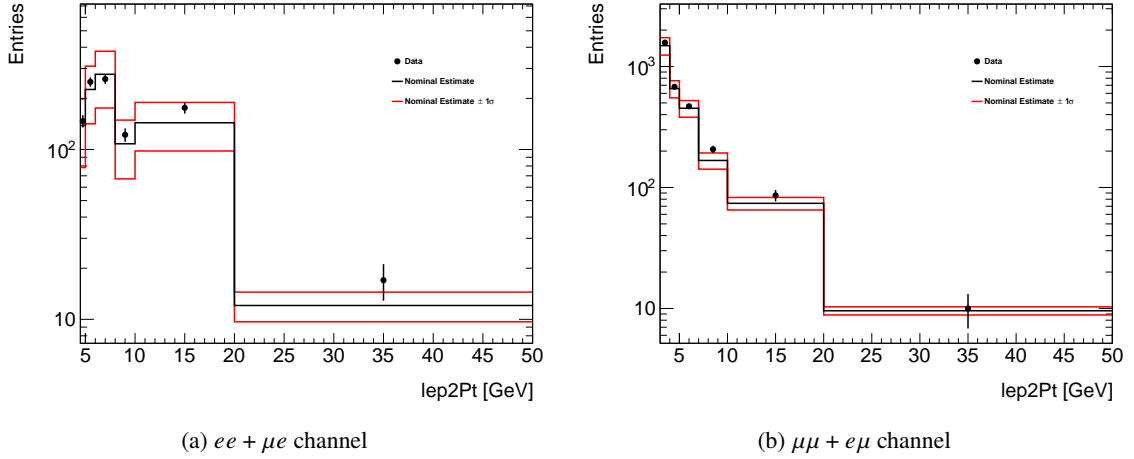 Entries
10²
10
Data
Nominal Estimate
Nominal Estimate ± 1σ
5 10 15 20 25 30 35 40 45 50
lep2Pt [GeV]
(a) ee + μe channel
Entries
10³
10²
10
Data
Nominal Estimate
Nominal Estimate ± 1σ
5 10 15 20 25 30 35 40 45 50
lep2Pt [GeV]
(b) μμ + eμ channel